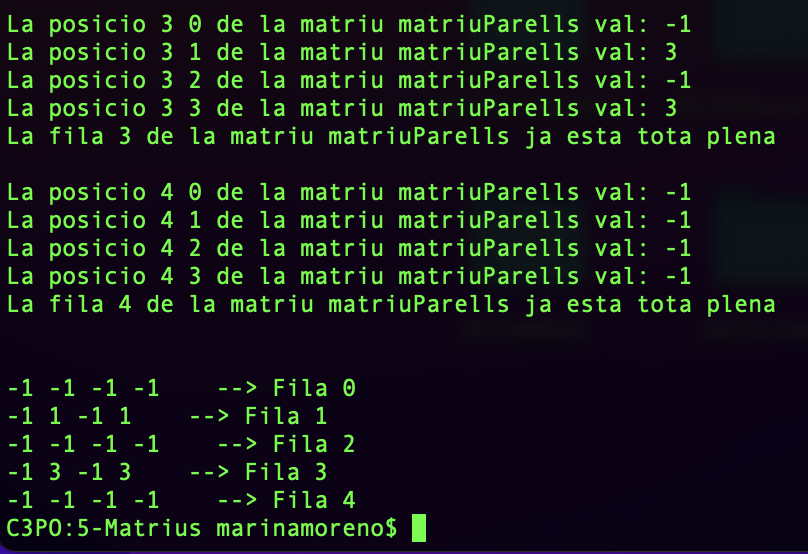 La posicio 3 0 de la matriu matriuParells val: -1
La posicio 3 1 de la matriu matriuParells val: 3
La posicio 3 2 de la matriu matriuParells val: -1
La posicio 3 3 de la matriu matriuParells val: 3
La fila 3 de la matriu matriuParells ja esta tota plena
La posicio 4 0 de la matriu matriuParells val: -1
La posicio 4 1 de la matriu matriuParells val: -1
La posicio 4 2 de la matriu matriuParells val: -1
La posicio 4 3 de la matriu matriuParells val: -1
La fila 4 de la matriu matriuParells ja esta tota plena
-1 -1 -1 -1    --> Fila 0
-1 1 -1 1    --> Fila 1
-1 -1 -1 -1    --> Fila 2
-1 3 -1 3    --> Fila 3
-1 -1 -1 -1    --> Fila 4
C3PO:5-Matrius marinamoreno$